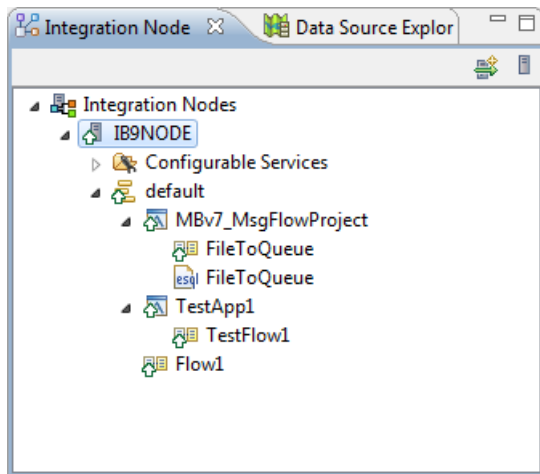 Integration Node Data Source Explor
Integration Nodes
IB9NODE
Configurable Services
default
MBv7_MsgFlowProject
FileToQueue
esql FileToQueue
TestApp1
TestFlow1
Flow1